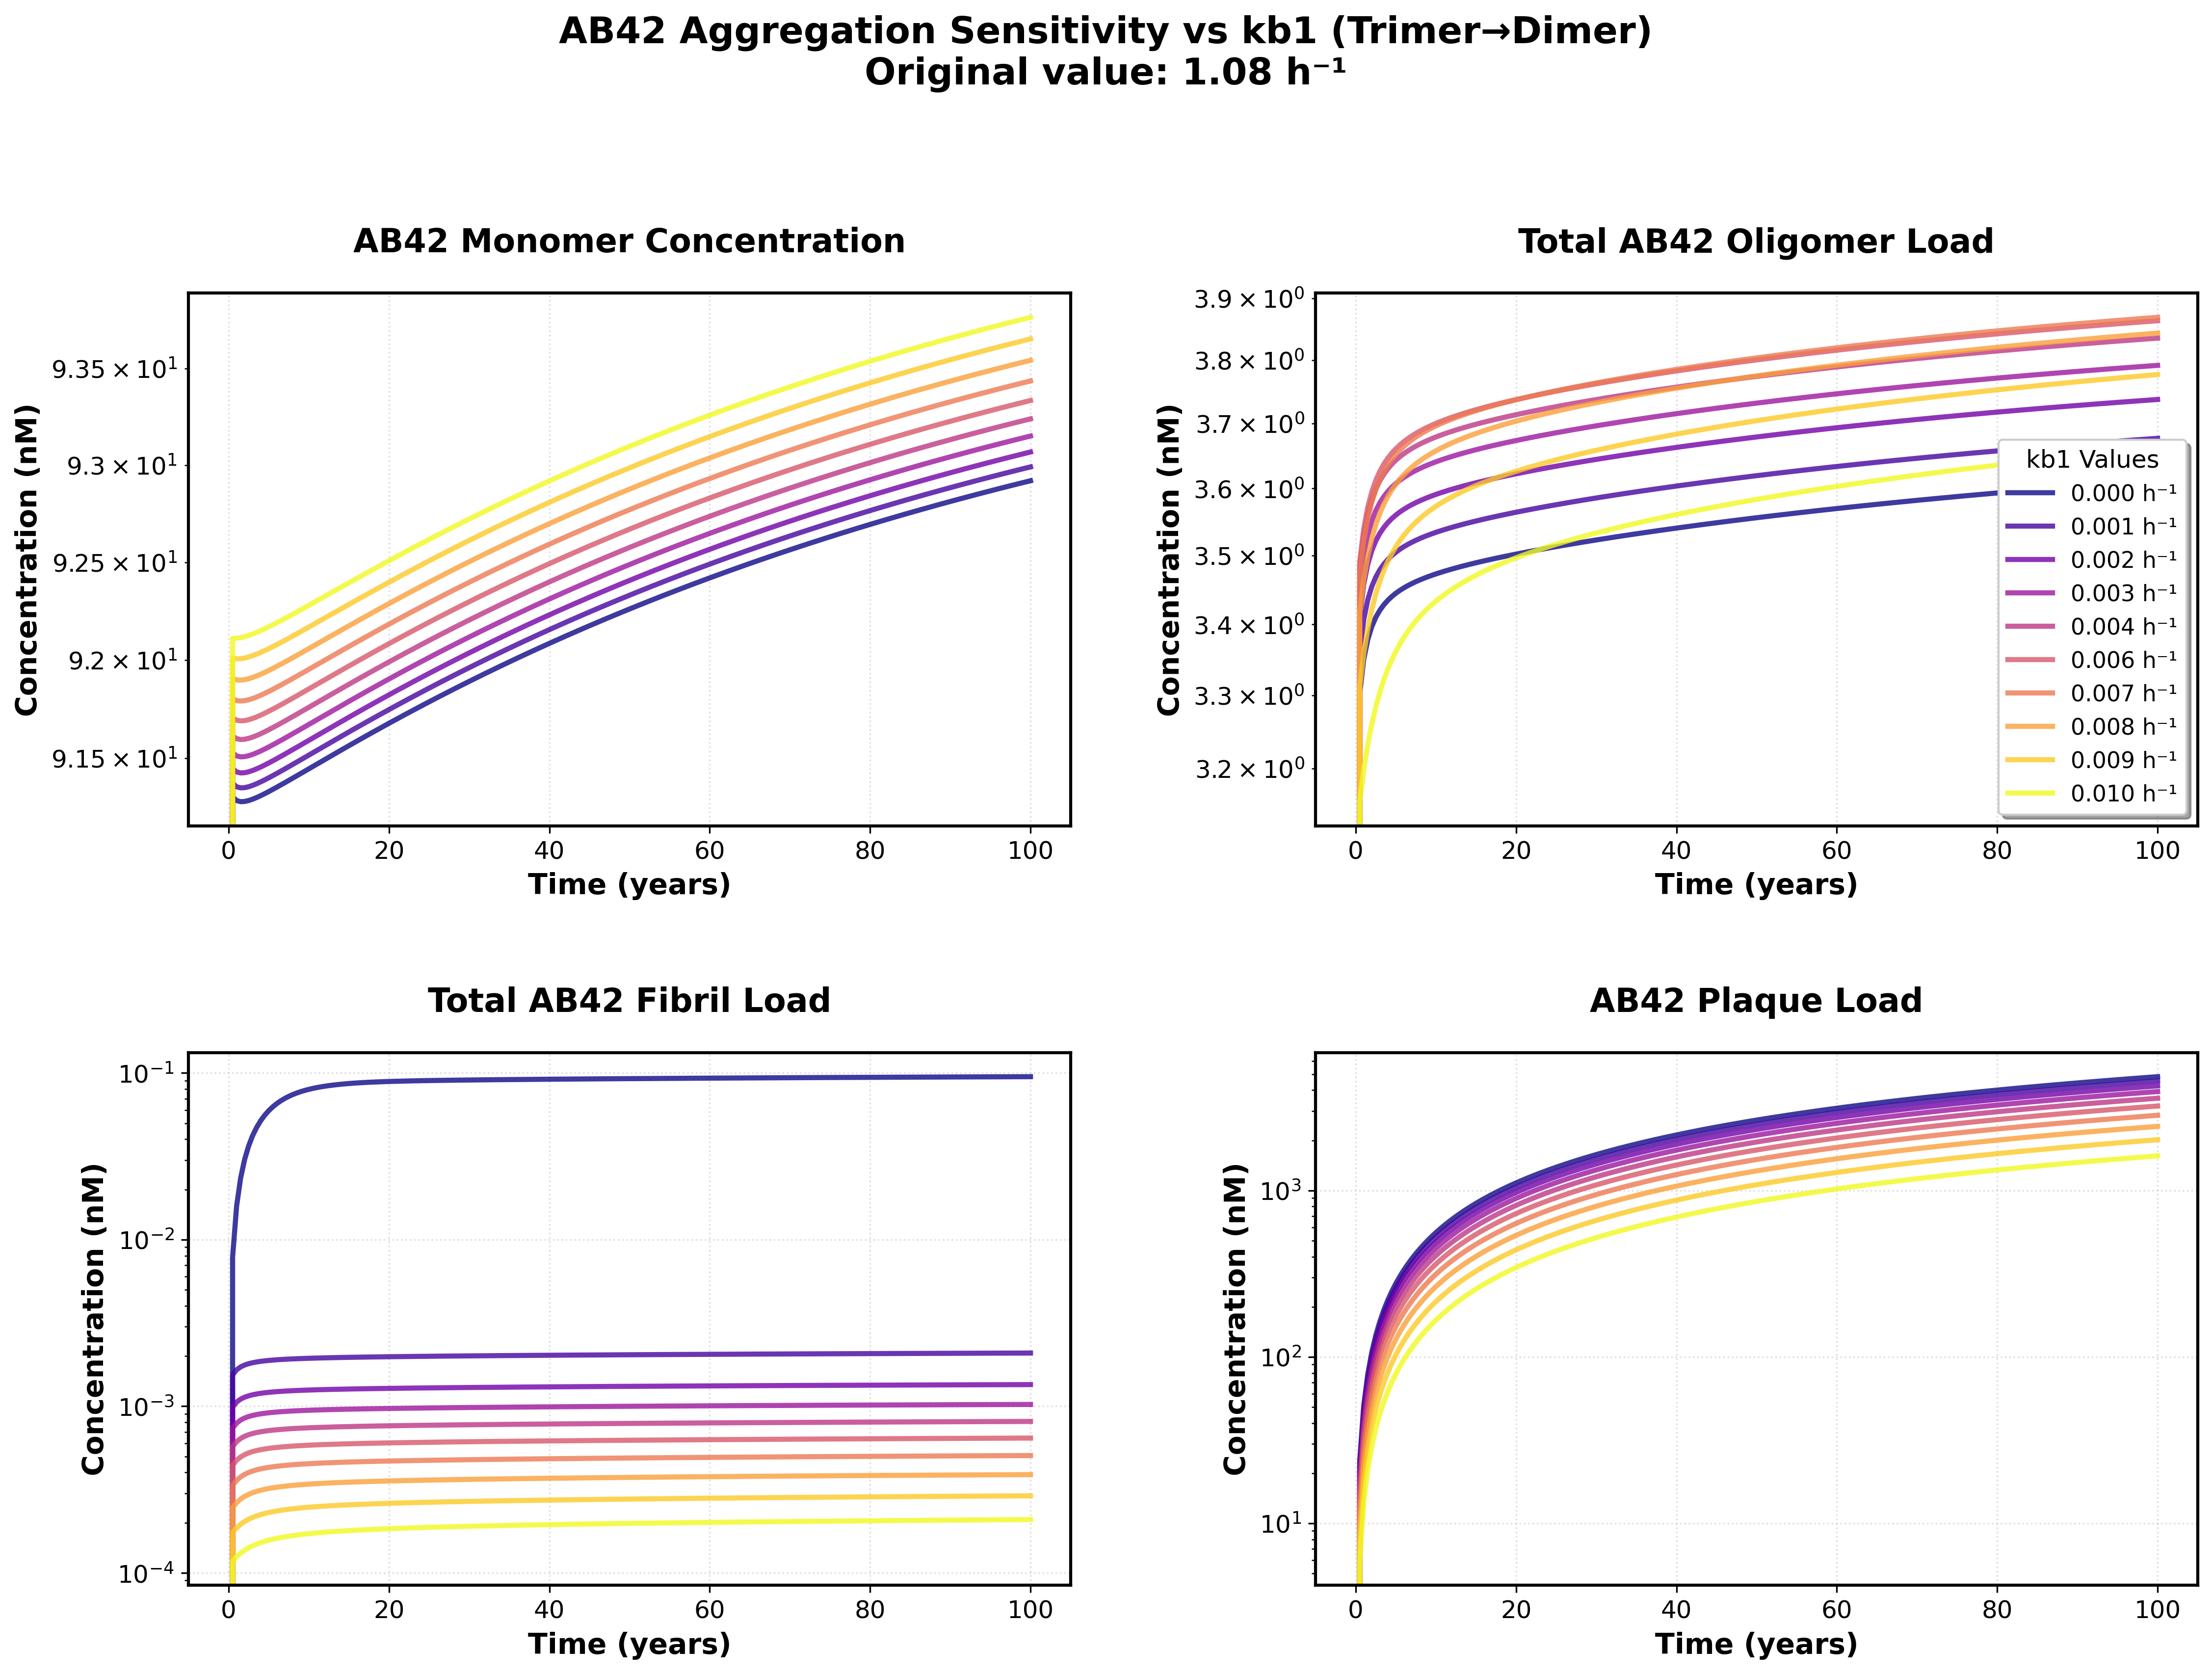 AB42 Aggregation Sensitivity vs kb1 (Trimer→Dimer)
Original value: 1.08 h⁻¹
AB42 Monomer Concentration
Concentration (nM)
9.35 × 10¹
9.3 × 10¹
9.25 × 10¹
9.2 × 10¹
9.15 × 10¹
0 20 40 60 80 100
Time (years)
Total AB42 Oligomer Load
Concentration (nM)
3.9 × 10⁰
3.8 × 10⁰
3.7 × 10⁰
3.6 × 10⁰
3.5 × 10⁰
3.4 × 10⁰
3.3 × 10⁰
3.2 × 10⁰
kb1 Values
0.000 h⁻¹
0.001 h⁻¹
0.002 h⁻¹
0.003 h⁻¹
0.004 h⁻¹
0.006 h⁻¹
0.007 h⁻¹
0.008 h⁻¹
0.009 h⁻¹
0.010 h⁻¹
0 20 40 60 80 100
Time (years)
Total AB42 Fibril Load
Concentration (nM)
10⁻¹
10⁻²
10⁻³
10⁻⁴
0 20 40 60 80 100
Time (years)
AB42 Plaque Load
Concentration (nM)
10³
10²
10¹
0 20 40 60 80 100
Time (years)